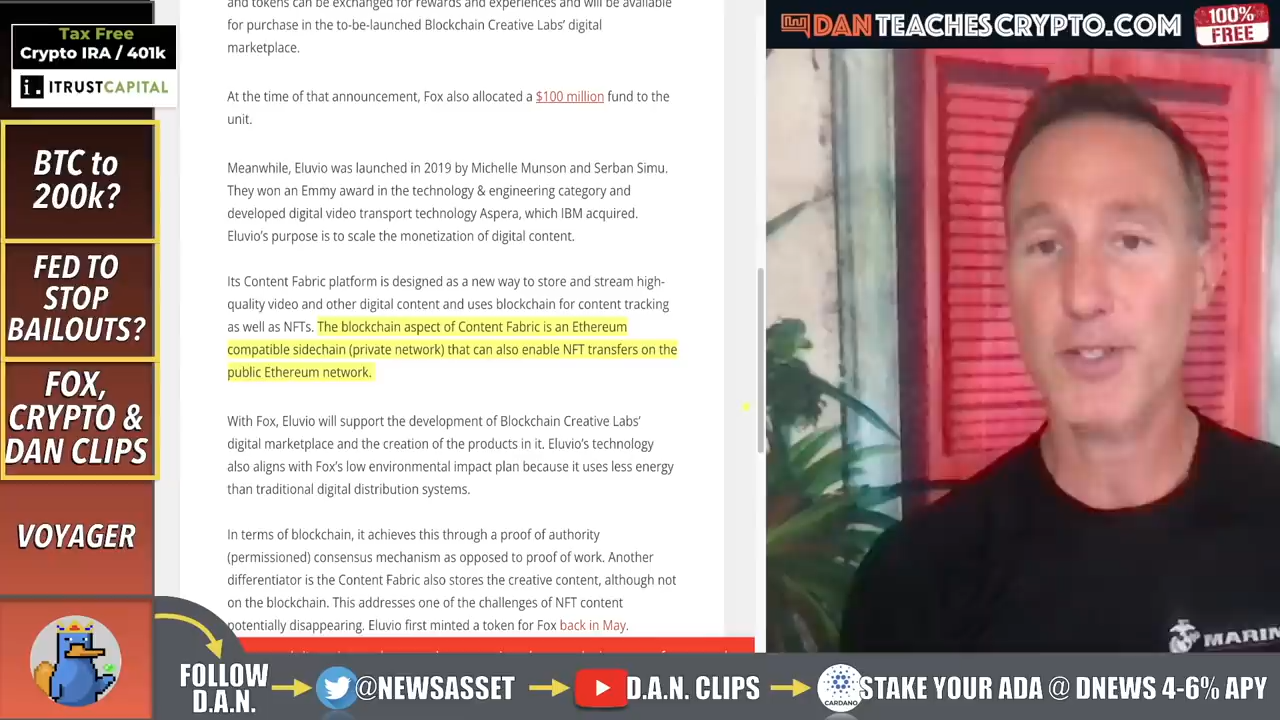 Tax Free
Crypto IRA / 401k
i. ITRUSTCAPITAL
BTC to
200k?
FED TO
STOP
BAILOUTS?
FOX,
CRYPTO &
DAN CLIPS
VOYAGER
and tokens can be exchanged for rewards and experiences and will be available
for purchase in the to-be-launched Blockchain Creative Labs’ digital
marketplace.
At the time of that announcement, Fox also allocated a $100 million fund to the
unit.
Meanwhile, Eluvio was launched in 2019 by Michelle Munson and Serban Simu.
They won an Emmy award in the technology & engineering category and
developed digital video transport technology Aspera, which IBM acquired.
Eluvio’s purpose is to scale the monetization of digital content.
Its Content Fabric platform is designed as a new way to store and stream high-
quality video and other digital content and uses blockchain for content tracking
as well as NFTs. The blockchain aspect of Content Fabric is an Ethereum
compatible sidechain (private network) that can also enable NFT transfers on the
public Ethereum network.
With Fox, Eluvio will support the development of Blockchain Creative Labs’
digital marketplace and the creation of the products in it. Eluvio’s technology
also aligns with Fox’s low environmental impact plan because it uses less energy
than traditional digital distribution systems.
In terms of blockchain, it achieves this through a proof of authority
(permissioned) consensus mechanism as opposed to proof of work. Another
differentiator is the Content Fabric also stores the creative content, although not
on the blockchain. This addresses one of the challenges of NFT content
potentially disappearing. Eluvio first minted a token for Fox back in May.
DANTEACHESCRYPTO.COM
100%
FREE
MARIN
FOLLOW
D.A.N.
@NEWSASSET
D.A.N. CLIPS
CARDANO
STAKE YOUR ADA @ DNEWS 4-6% APY